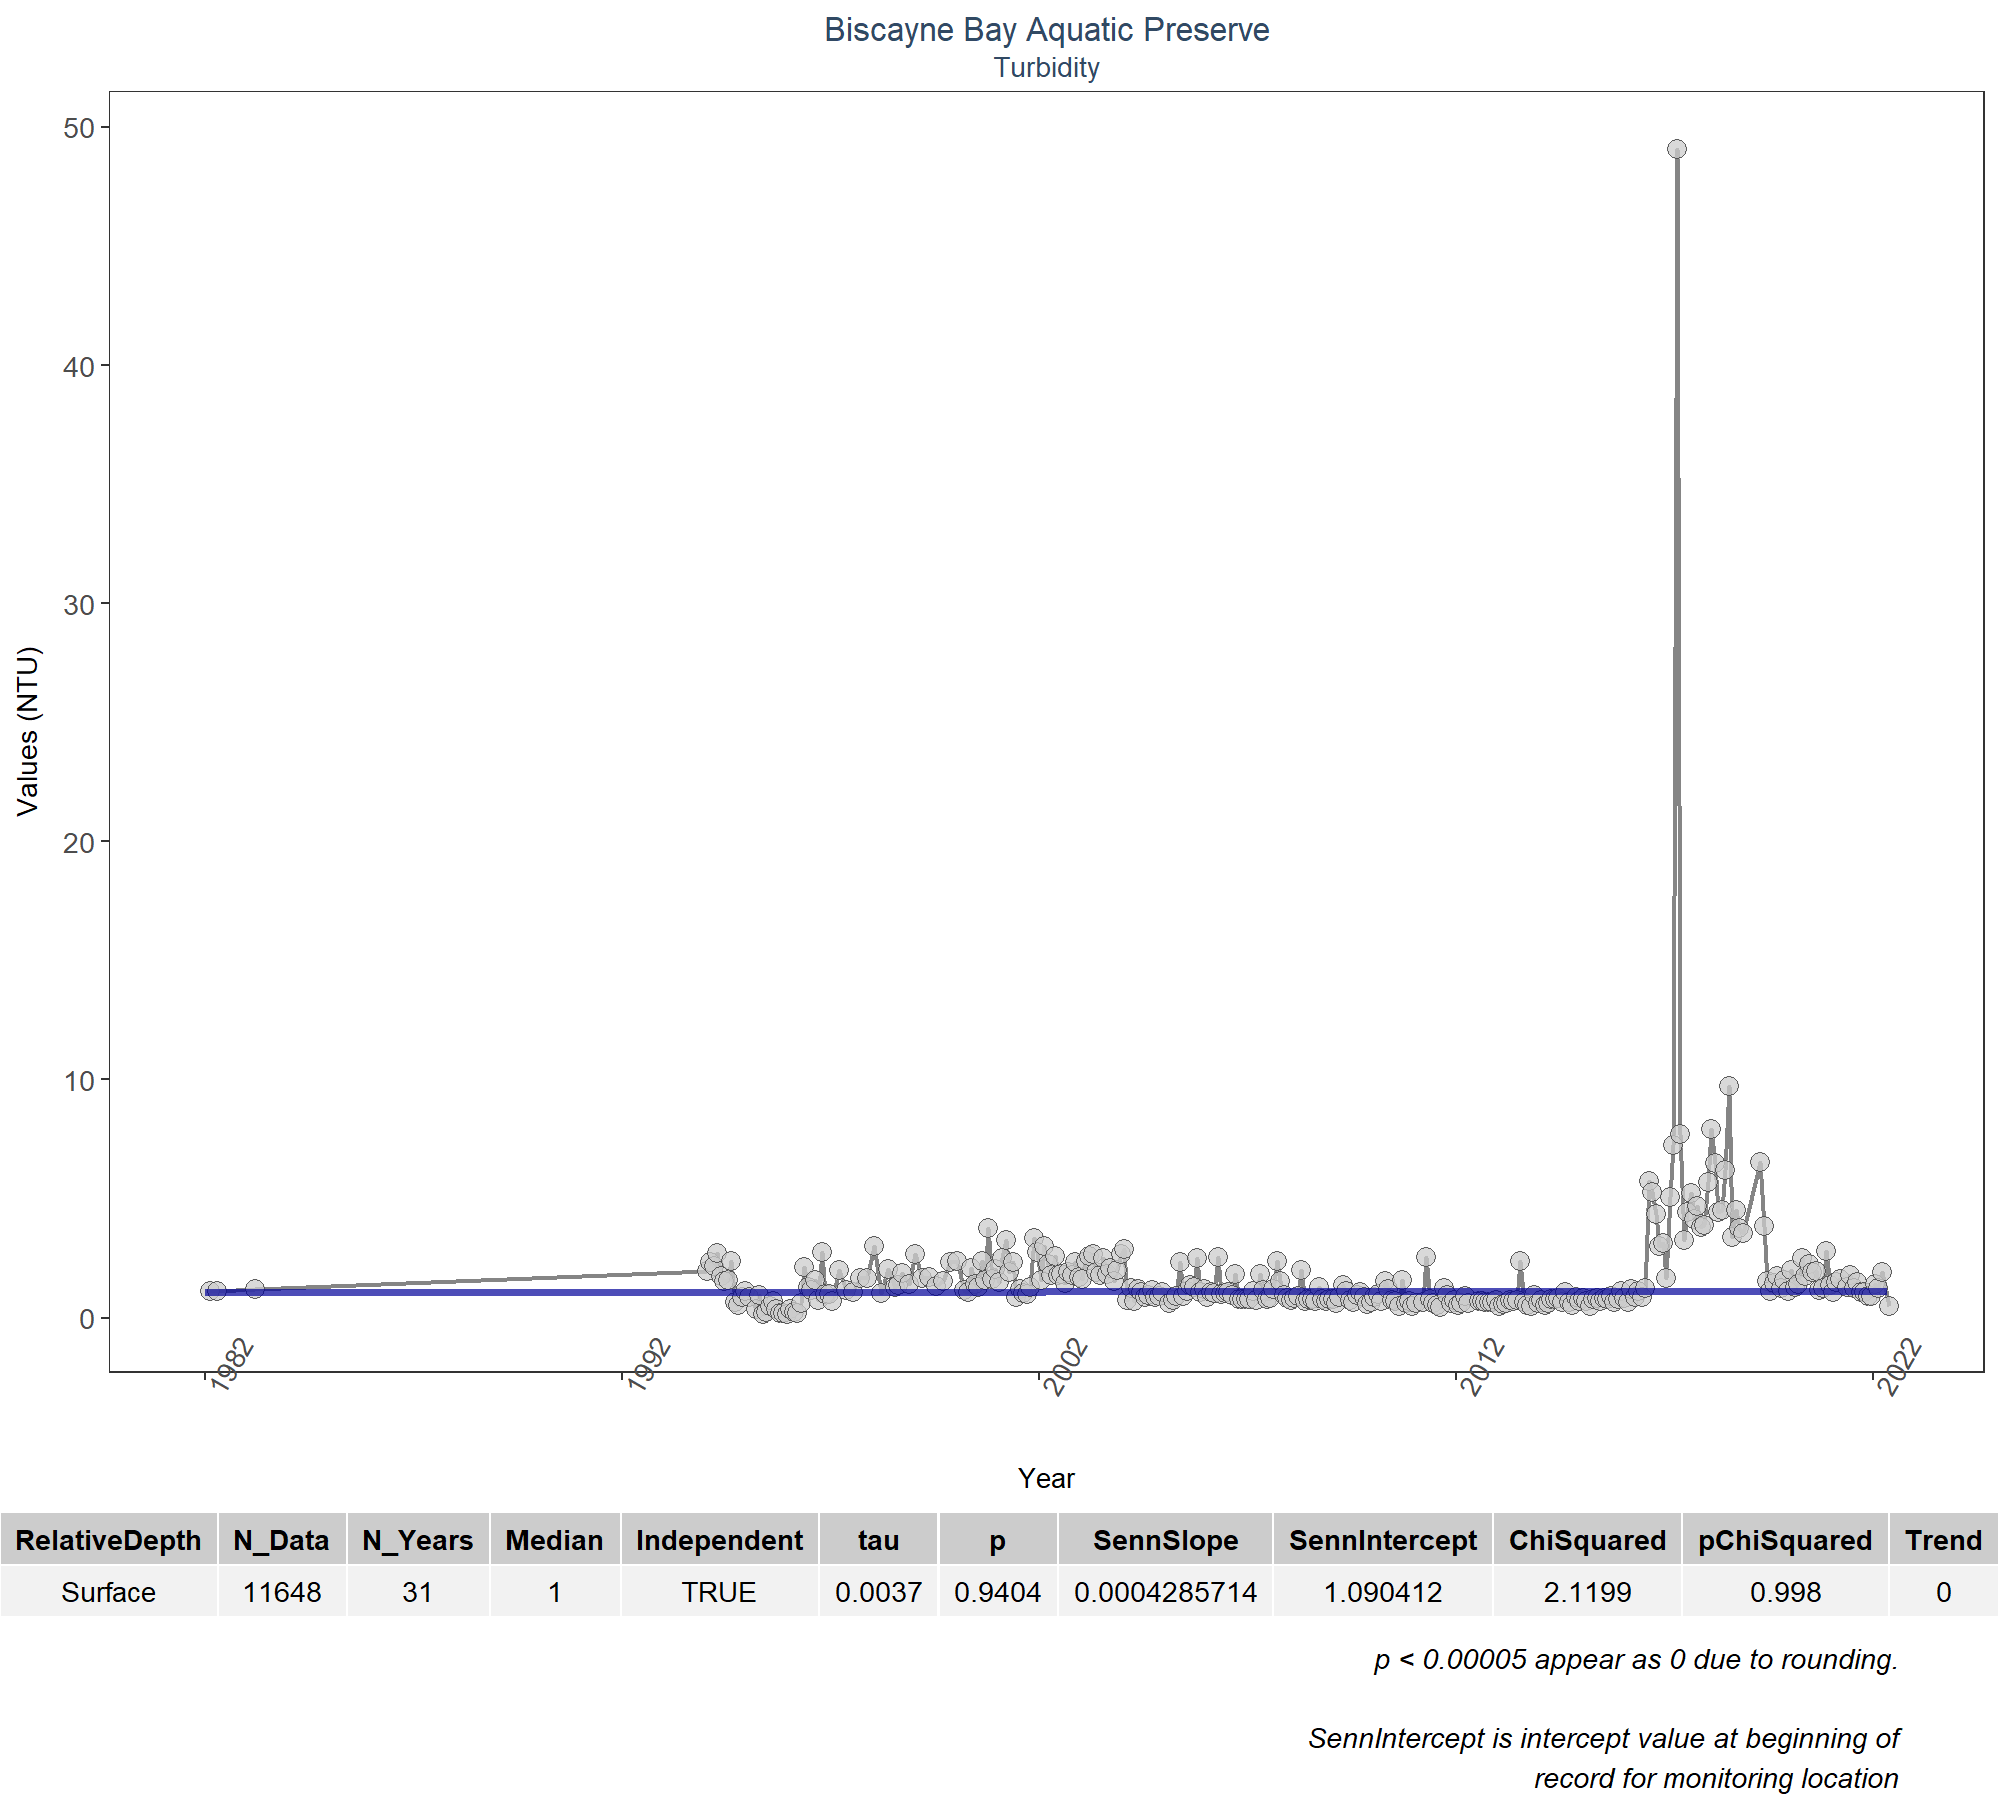 Biscayne Bay Aquatic Preserve
Turbidity
50
40
30
20
10
0
Values (NTU)
1982
1992
2002
2012
2022
Year
RelativeDepth N_Data N_Years Median Independent tau p SennSlope SennIntercept ChiSquared pChiSquared Trend
Surface 11648 31 1 TRUE 0.0037 0.9404 0.0004285714 1.090412 2.1199 0.998 0
p < 0.00005 appear as 0 due to rounding.
SennIntercept is intercept value at beginning of
record for monitoring location